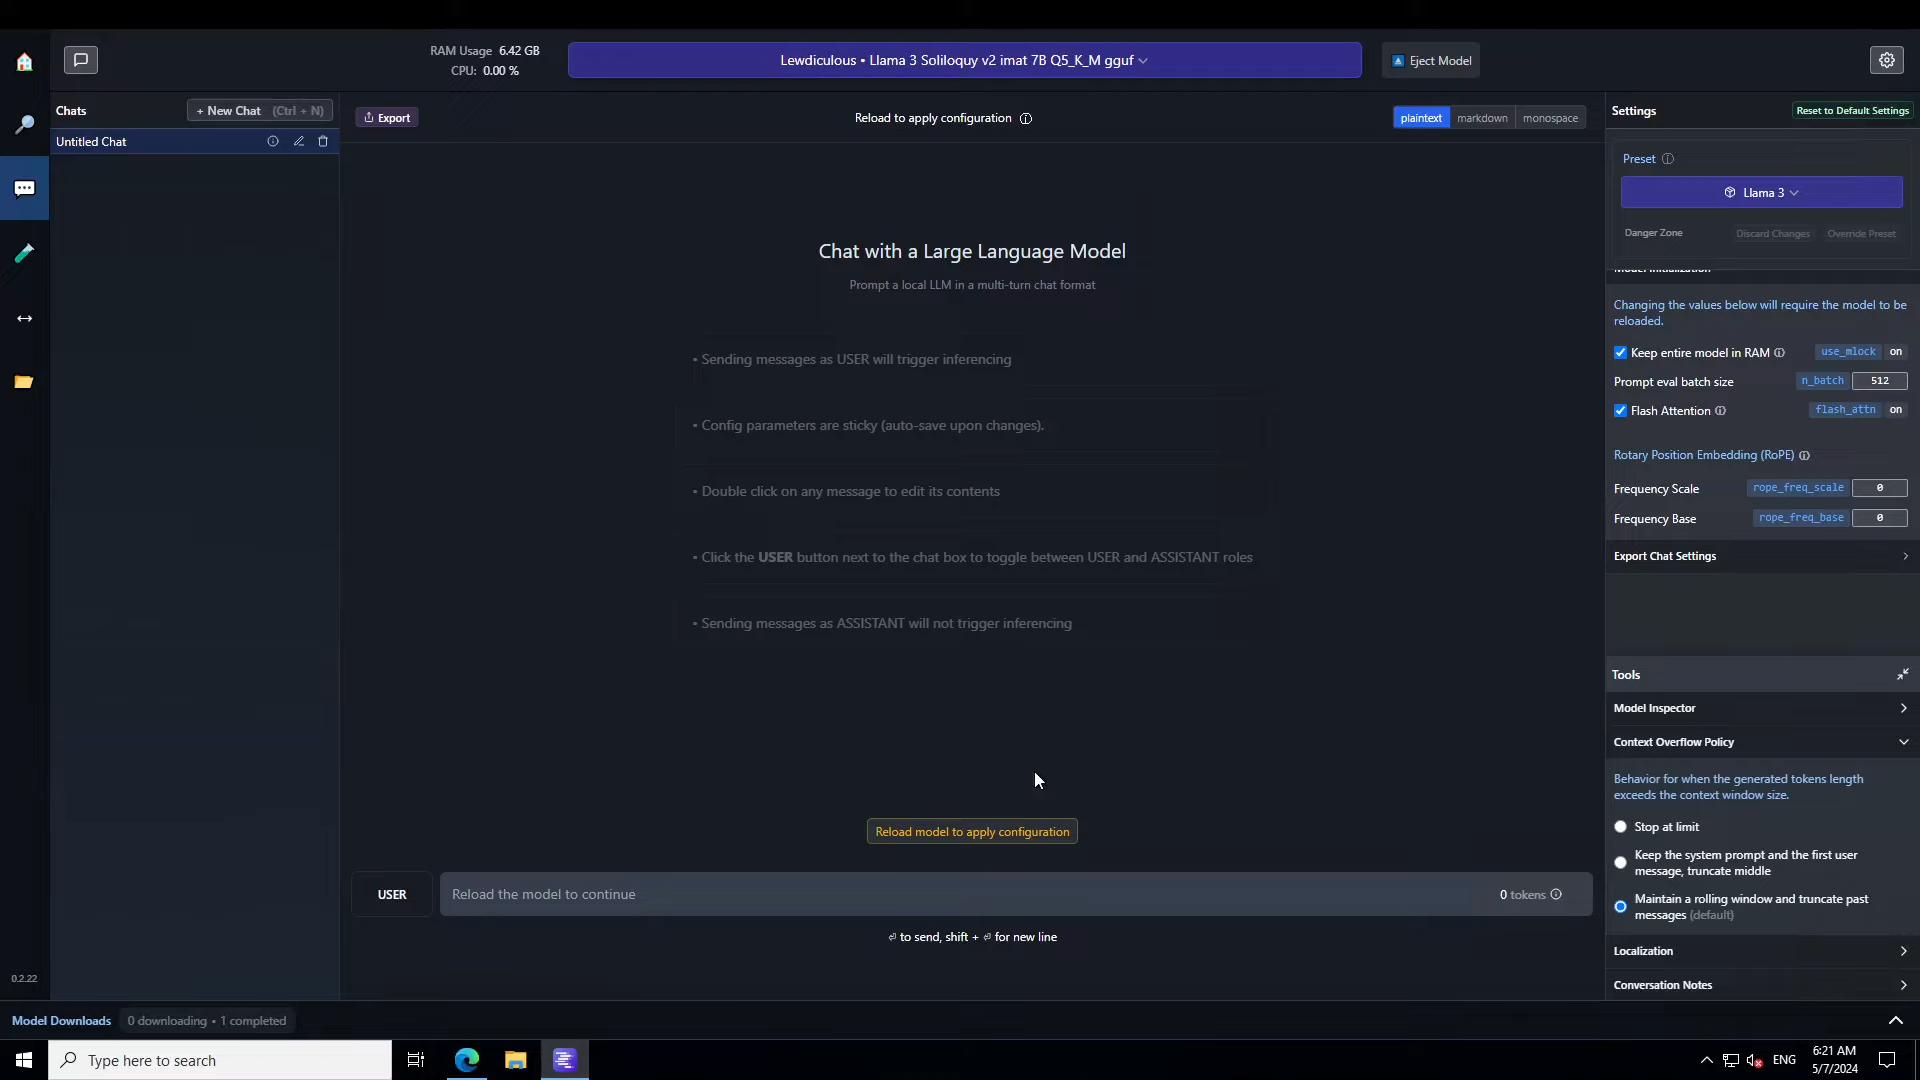 RAM Usage 6.42 GB
CPU: 0.00 %
Lewdiculous • Llama 3 Soliloquy v2 imat 7B Q5_K_M gguf
Eject Model
Chats
+ New Chat (Ctrl + N)
Untitled Chat
Export
Reload to apply configuration
plaintext
markdown
monospace
Chat with a Large Language Model
Prompt a local LLM in a multi-turn chat format
• Sending messages as USER will trigger inferencing
• Config parameters are sticky (auto-save upon changes).
• Double click on any message to edit its contents
• Click the USER button next to the chat box to toggle between USER and ASSISTANT roles
• Sending messages as ASSISTANT will not trigger inferencing
Reload model to apply configuration
USER
Reload the model to continue
0 tokens
⏎ to send, shift + ⏎ for new line
Settings
Reset to Default Settings
Preset
Llama 3
Danger Zone
Discard Changes
Override Preset
Model Initialization
Changing the values below will require the model to be
reloaded.
Keep entire model in RAM
use_mlock on
Prompt eval batch size
n_batch 512
Flash Attention
flash_attn on
Rotary Position Embedding (RoPE)
Frequency Scale
rope_freq_scale 0
Frequency Base
rope_freq_base 0
Export Chat Settings
Tools
Model Inspector
Context Overflow Policy
Behavior for when the generated tokens length
exceeds the context window size.
Stop at limit
Keep the system prompt and the first user
message, truncate middle
Maintain a rolling window and truncate past
messages (default)
Localization
Conversation Notes
0.2.22
Model Downloads
0 downloading • 1 completed
Type here to search
ENG
6:21 AM
5/7/2024